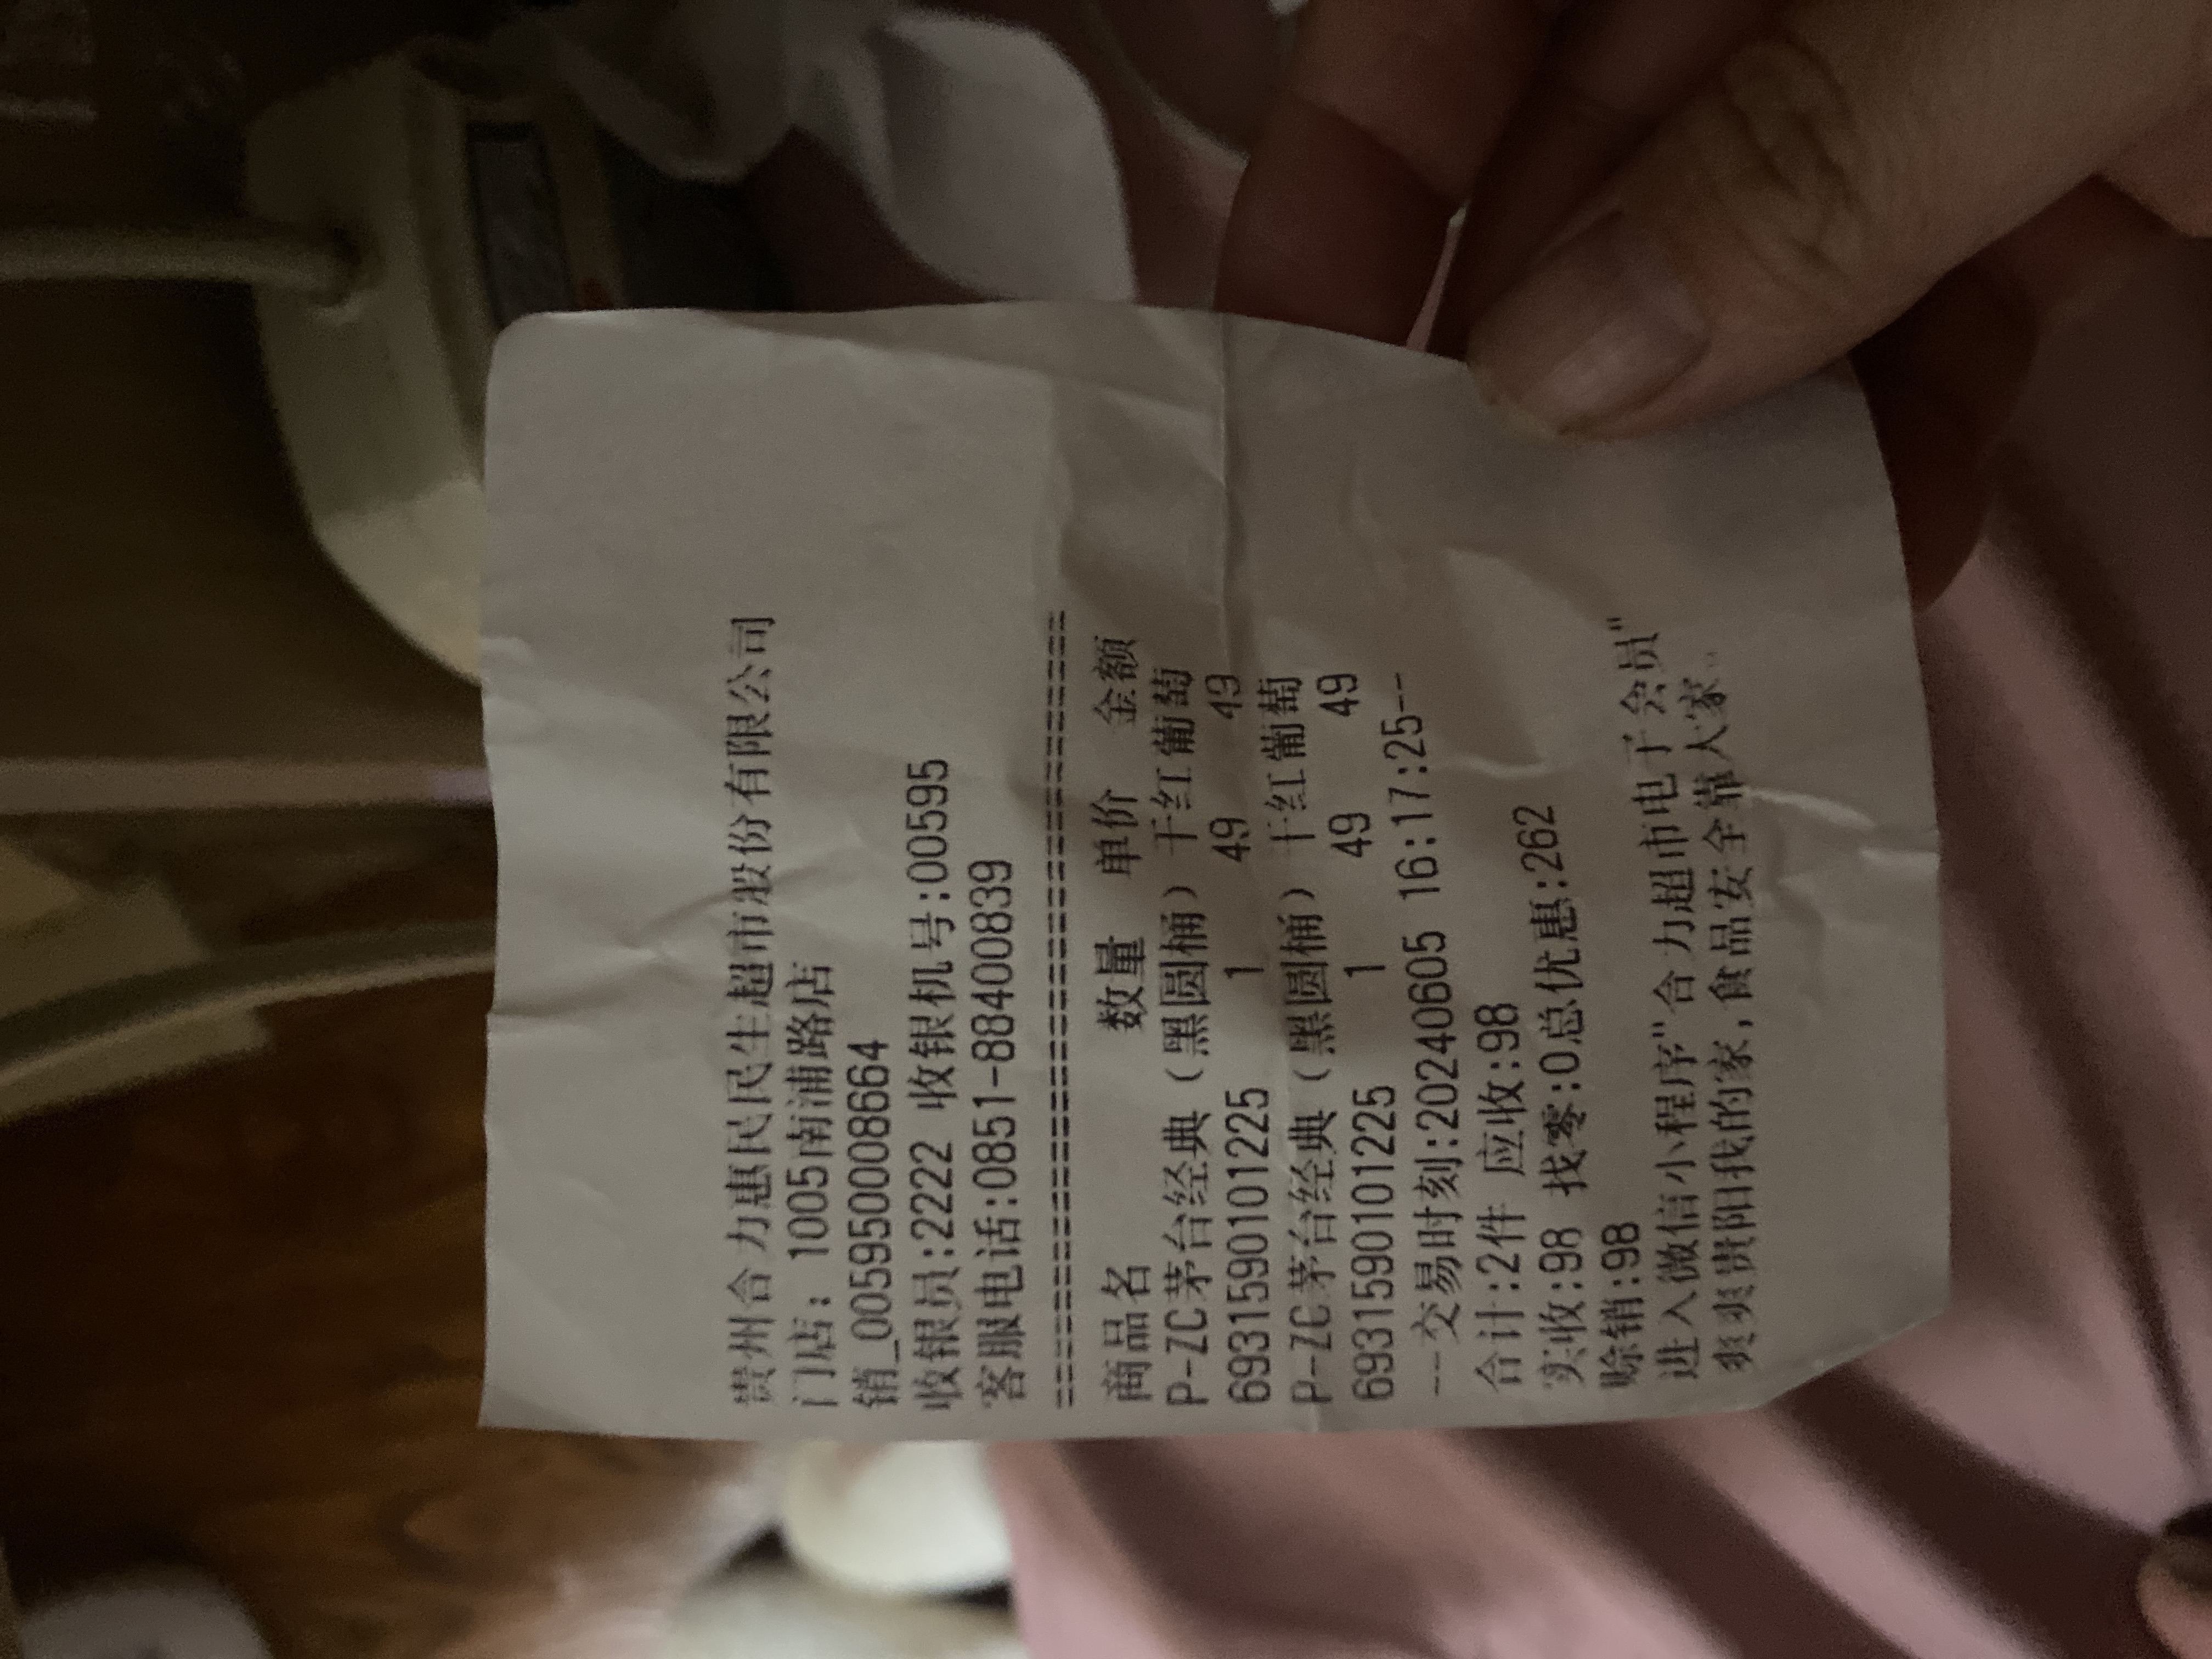 贵州合力惠民民生超市股份有限公司
门店: 1005南浦路店
销_0059500008664
收银员:2222 收银机号:00595
客服电话:0851-88400839
======================================
商品名 数量 单价 金额
P-ZC茅台经典（黑圆桶）干红葡萄
6931590101225 1 49 49
P-ZC茅台经典（黑圆桶）干红葡萄
6931590101225 1 49 49
---交易时刻:20240605 16:17:25--
合计:2件 应收:98
实收:98 找零:0总优惠:262
赊销:98
进入微信小程序"合力超市电子会员"
爽爽贵阳我的家,食品安全靠大家..